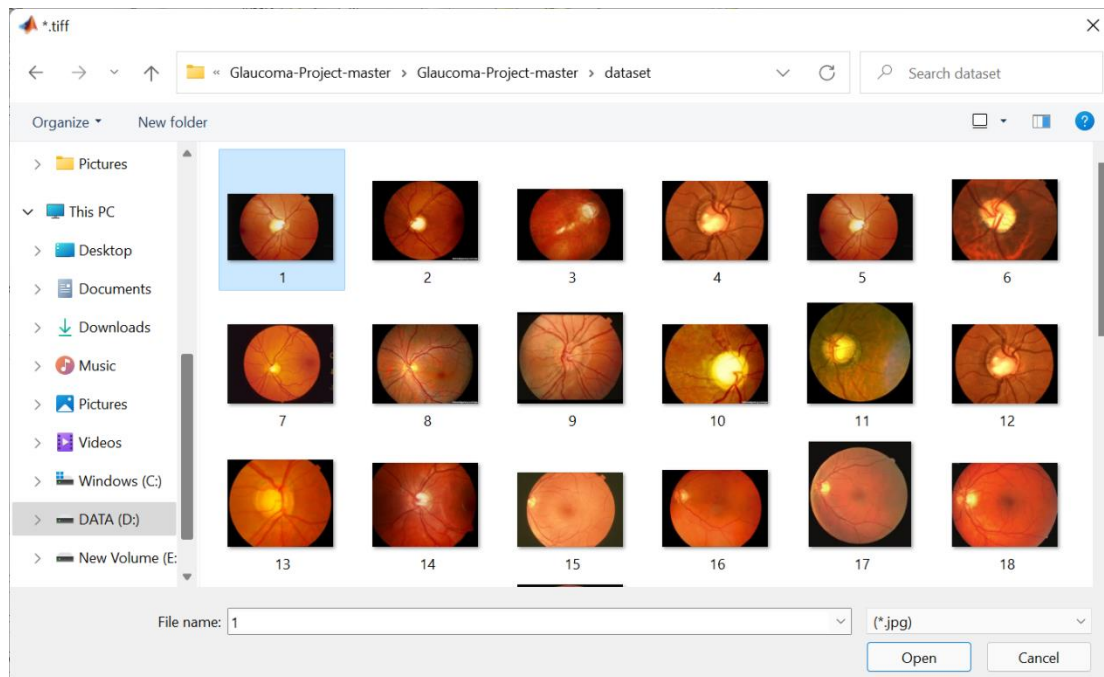 *.tiff
« Glaucoma-Project-master > Glaucoma-Project-master > dataset
Search dataset
Organize
New folder
Pictures
This PC
Desktop
Documents
Downloads
Music
Pictures
Videos
Windows (C:)
DATA (D:)
New Volume (E:
1 2 3 4 5 6
7 8 9 10 11 12
13 14 15 16 17 18
File name: 1
(*.jpg)
Open Cancel